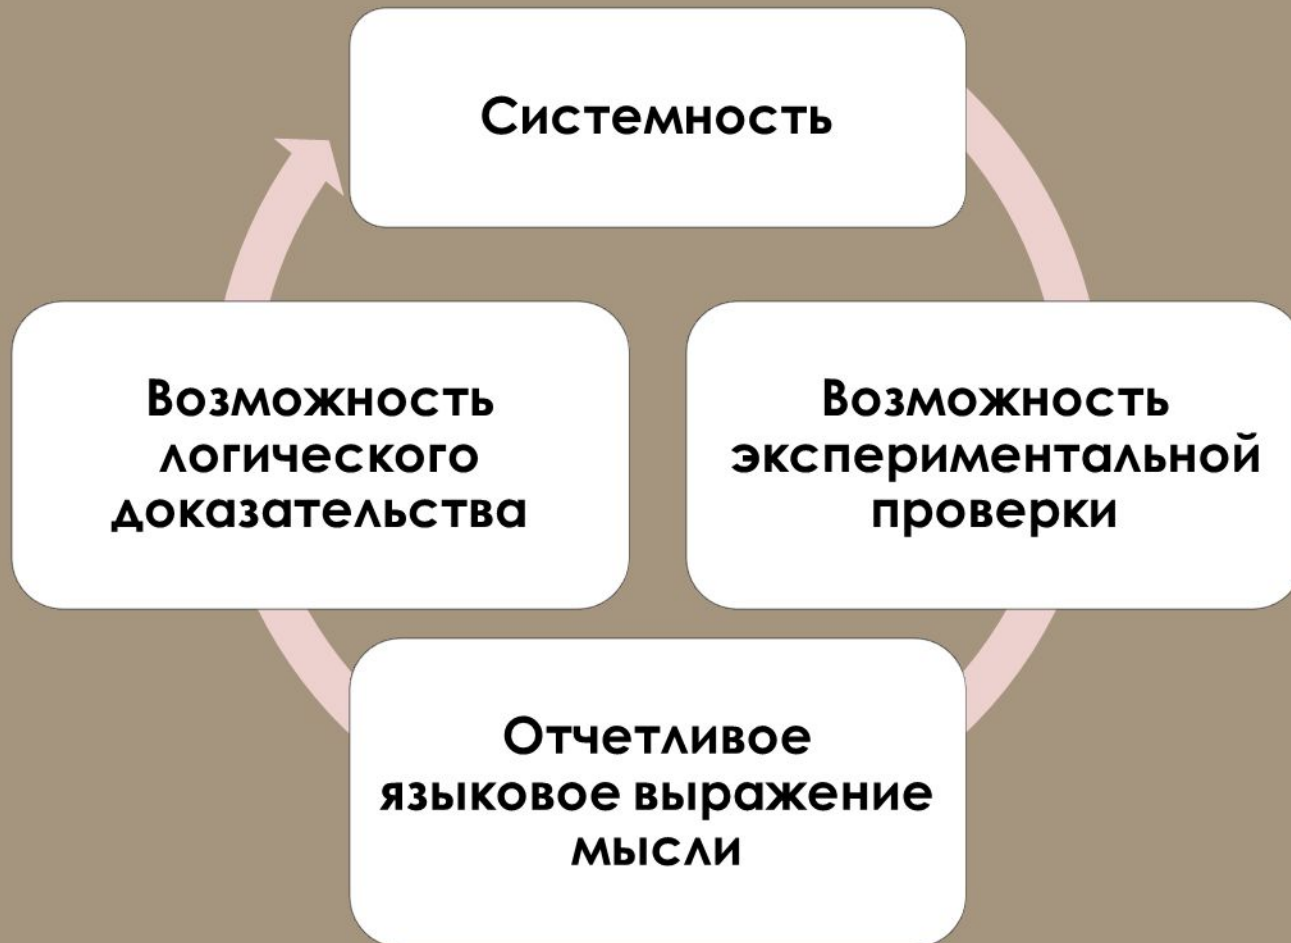 Системность
Возможность
логического
доказательства
Возможность
экспериментальной
проверки
Отчетливое
языковое выражение
мысли